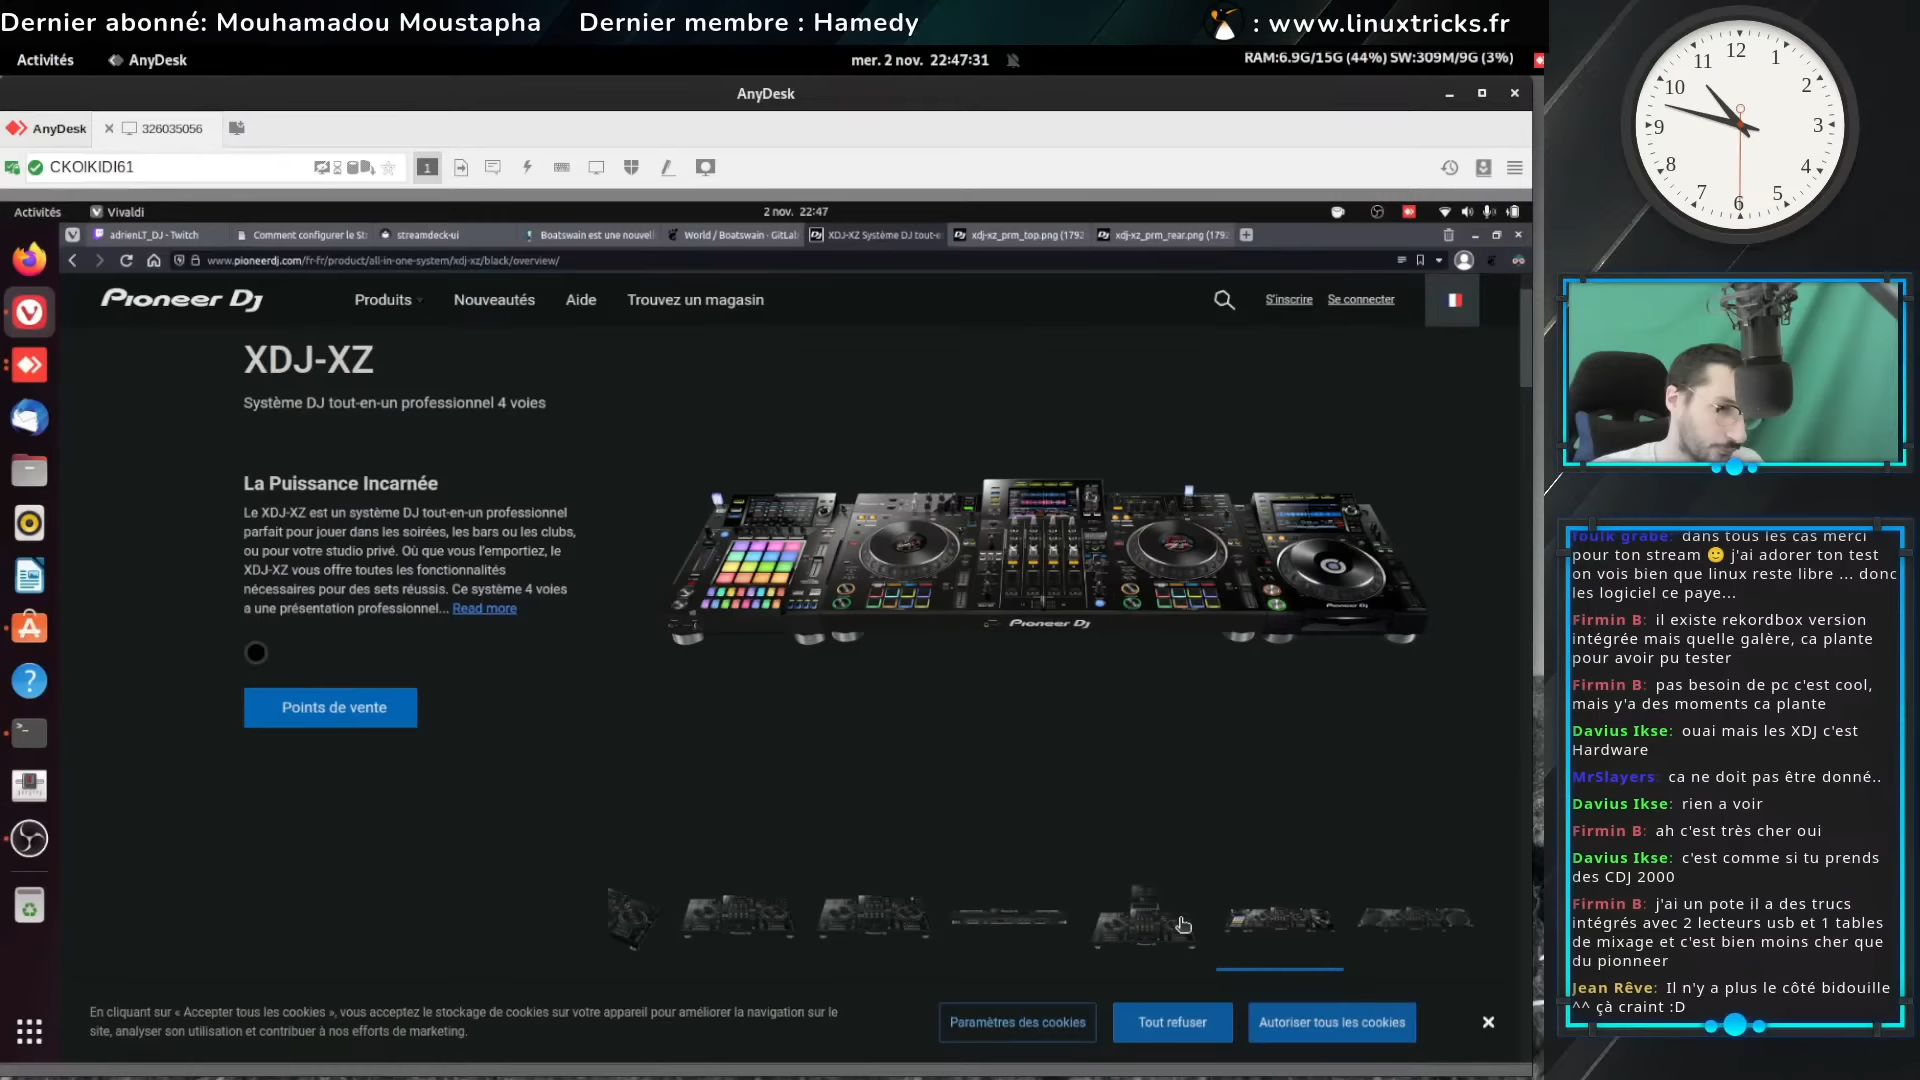 Dernier abonné: Mouhamadou Moustapha Dernier membre : Hamedy : www.linuxtricks.fr
Activités AnyDesk mer. 2 nov. 22:47:31 RAM:6.9G/15G (44%) SW:309M/9G (3%)
AnyDesk
AnyDesk 326035056
CKOIKIDI61 1
Activités Vivaldi 2 nov. 22:47
adrienLT_DJ - Twitch Comment configurer le St streamdeck-ui Boatswain est une nouvel World / Boatswain · GitLab XDJ-XZ Système DJ tout-e xdj-xz_prm_top.png (1792 xdj-xz_prm_rear.png (1792
www.pioneerdj.com/fr-fr/product/all-in-one-system/xdj-xz/black/overview/
Pioneer Dj Produits Nouveautés Aide Trouvez un magasin S'inscrire Se connecter
XDJ-XZ
Système DJ tout-en-un professionnel 4 voies
La Puissance Incarnée
Le XDJ-XZ est un système DJ tout-en-un professionnel
parfait pour jouer dans les soirées, les bars ou les clubs,
ou pour votre studio privé. Où que vous l'emportiez, le
XDJ-XZ vous offre toutes les fonctionnalités
nécessaires pour des sets réussis. Ce système 4 voies
a une présentation professionnel... Read more
Pioneer Dj
Pioneer Dj
Points de vente
En cliquant sur « Accepter tous les cookies », vous acceptez le stockage de cookies sur votre appareil pour améliorer la navigation sur le
site, analyser son utilisation et contribuer à nos efforts de marketing.
Paramètres des cookies Tout refuser Autoriser tous les cookies
12
1
2
3
4
5
6
7
8
9
10
11
foulk grabe: dans tous les cas merci
pour ton stream 🙂 j'ai adorer ton test
on vois bien que linux reste libre ... donc
les logiciel ce paye...
Firmin B: il existe rekordbox version
intégrée mais quelle galère, ca plante
pour avoir pu tester
Firmin B: pas besoin de pc c'est cool,
mais y'a des moments ca plante
Davius Ikse: ouai mais les XDJ c'est
Hardware
MrSlayers: ca ne doit pas être donné..
Davius Ikse: rien a voir
Firmin B: ah c'est très cher oui
Davius Ikse: c'est comme si tu prends
des CDJ 2000
Firmin B: j'ai un pote il a des trucs
intégrés avec 2 lecteurs usb et 1 tables
de mixage et c'est bien moins cher que
du pionneer
Jean Rêve: Il n'y a plus le côté bidouille
^^ çà craint :D